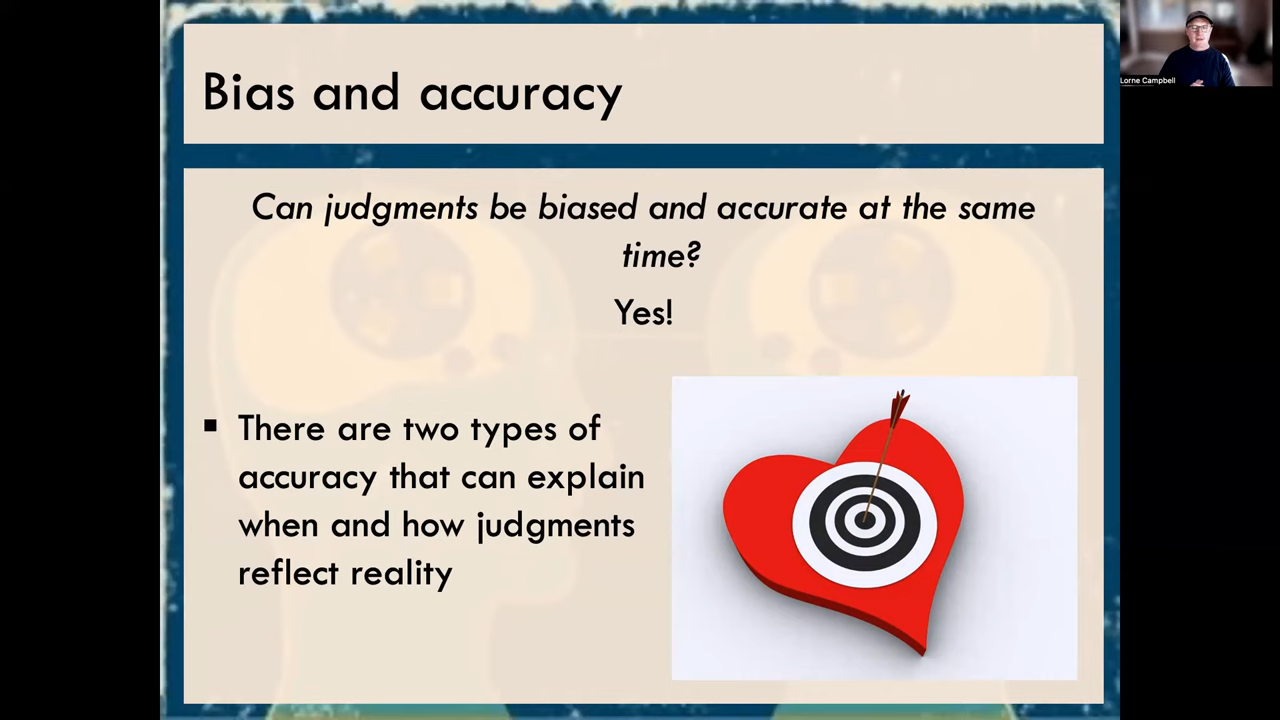 Bias and accuracy
Lorne Campbell
Can judgments be biased and accurate at the same
time?
Yes!
▪ There are two types of
accuracy that can explain
when and how judgments
reflect reality